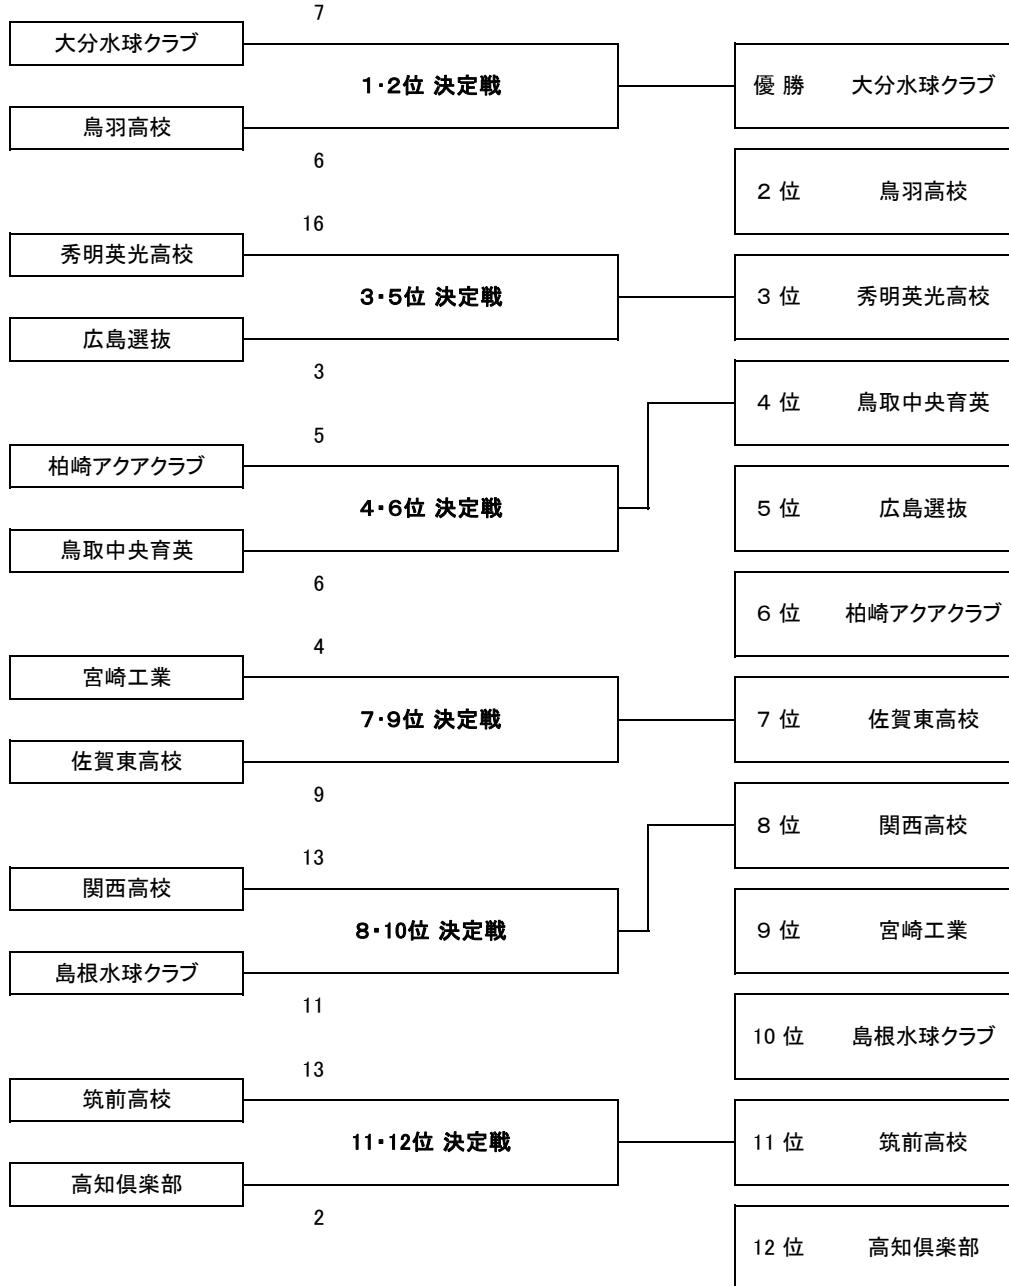 7
大分水球クラブ
1・2位 決定戦
優 勝 大分水球クラブ
鳥羽高校
6
2 位 鳥羽高校
16
秀明英光高校
3・5位 決定戦
3 位 秀明英光高校
広島選抜
3
4 位 鳥取中央育英
5
柏崎アクアクラブ
4・6位 決定戦
5 位 広島選抜
鳥取中央育英
6
6 位 柏崎アクアクラブ
4
宮崎工業
7・9位 決定戦
7 位 佐賀東高校
佐賀東高校
9
8 位 関西高校
13
関西高校
8・10位 決定戦
9 位 宮崎工業
島根水球クラブ
11
10 位 島根水球クラブ
13
筑前高校
11・12位 決定戦
11 位 筑前高校
高知倶楽部
2
12 位 高知倶楽部